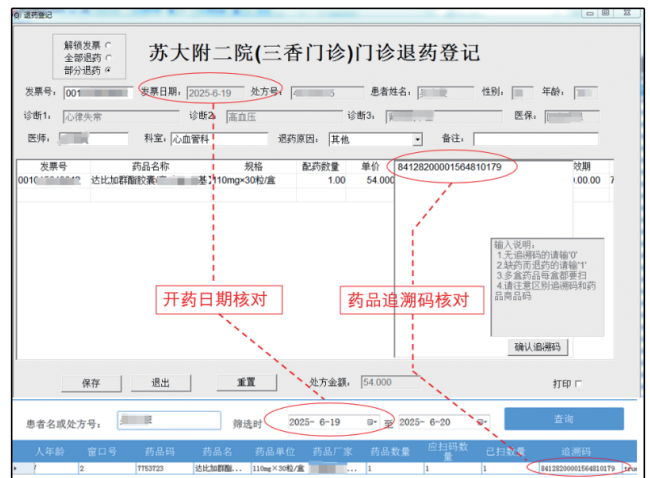 退药登记
解锁发票
全部退药
部分退药
苏大附二院(三香门诊)门诊退药登记
发票号： 001 发票日期： 2025-6-19 处方号： 患者姓名： 性别： 年龄：
诊断1： 心律失常 诊断2： 高血压 诊断3： 医保：
医师： 科室： 心血管科 退药原因： 其他 备注：
发票号 药品名称 规格 配药数量 单价 84128200001564810179 效期
达比加群酯胶囊 110mg×30粒/盒 1.00 54.000 0.00.00 7
输入说明：
1.无追溯码的请输'0'
2.缺药而退药的请输'1'
3.多盒药品每盒都要扫
4.请注意区别追溯码和药品商品码
开药日期核对 药品追溯码核对
确认追溯码
保存 退出 重置 处方金额： 54.000 打印
患者名或处方号： 筛选时 2025- 6-19 至 2025- 6-20 查询
人年龄 窗口号 药品码 药品名 药品单位 药品厂家 药品数量 应扫码数量 已扫数量 追溯码
2 7753723 达比加群酯... 110mg×30粒/盒 ... 1 1 1 84128200001564810179 true